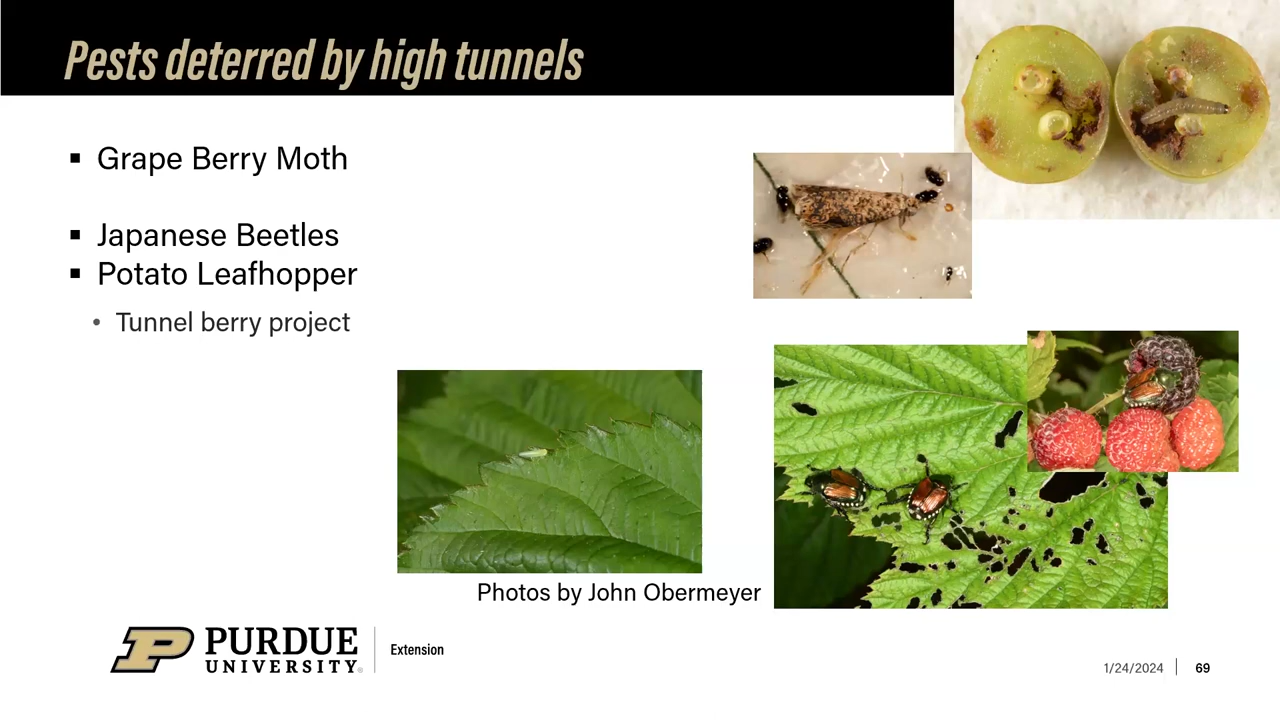 Pests deterred by high tunnels
▪ Grape Berry Moth
▪ Japanese Beetles
▪ Potato Leafhopper
• Tunnel berry project
Photos by John Obermeyer
P PURDUE
UNIVERSITY®
Extension
1/24/2024 | 69